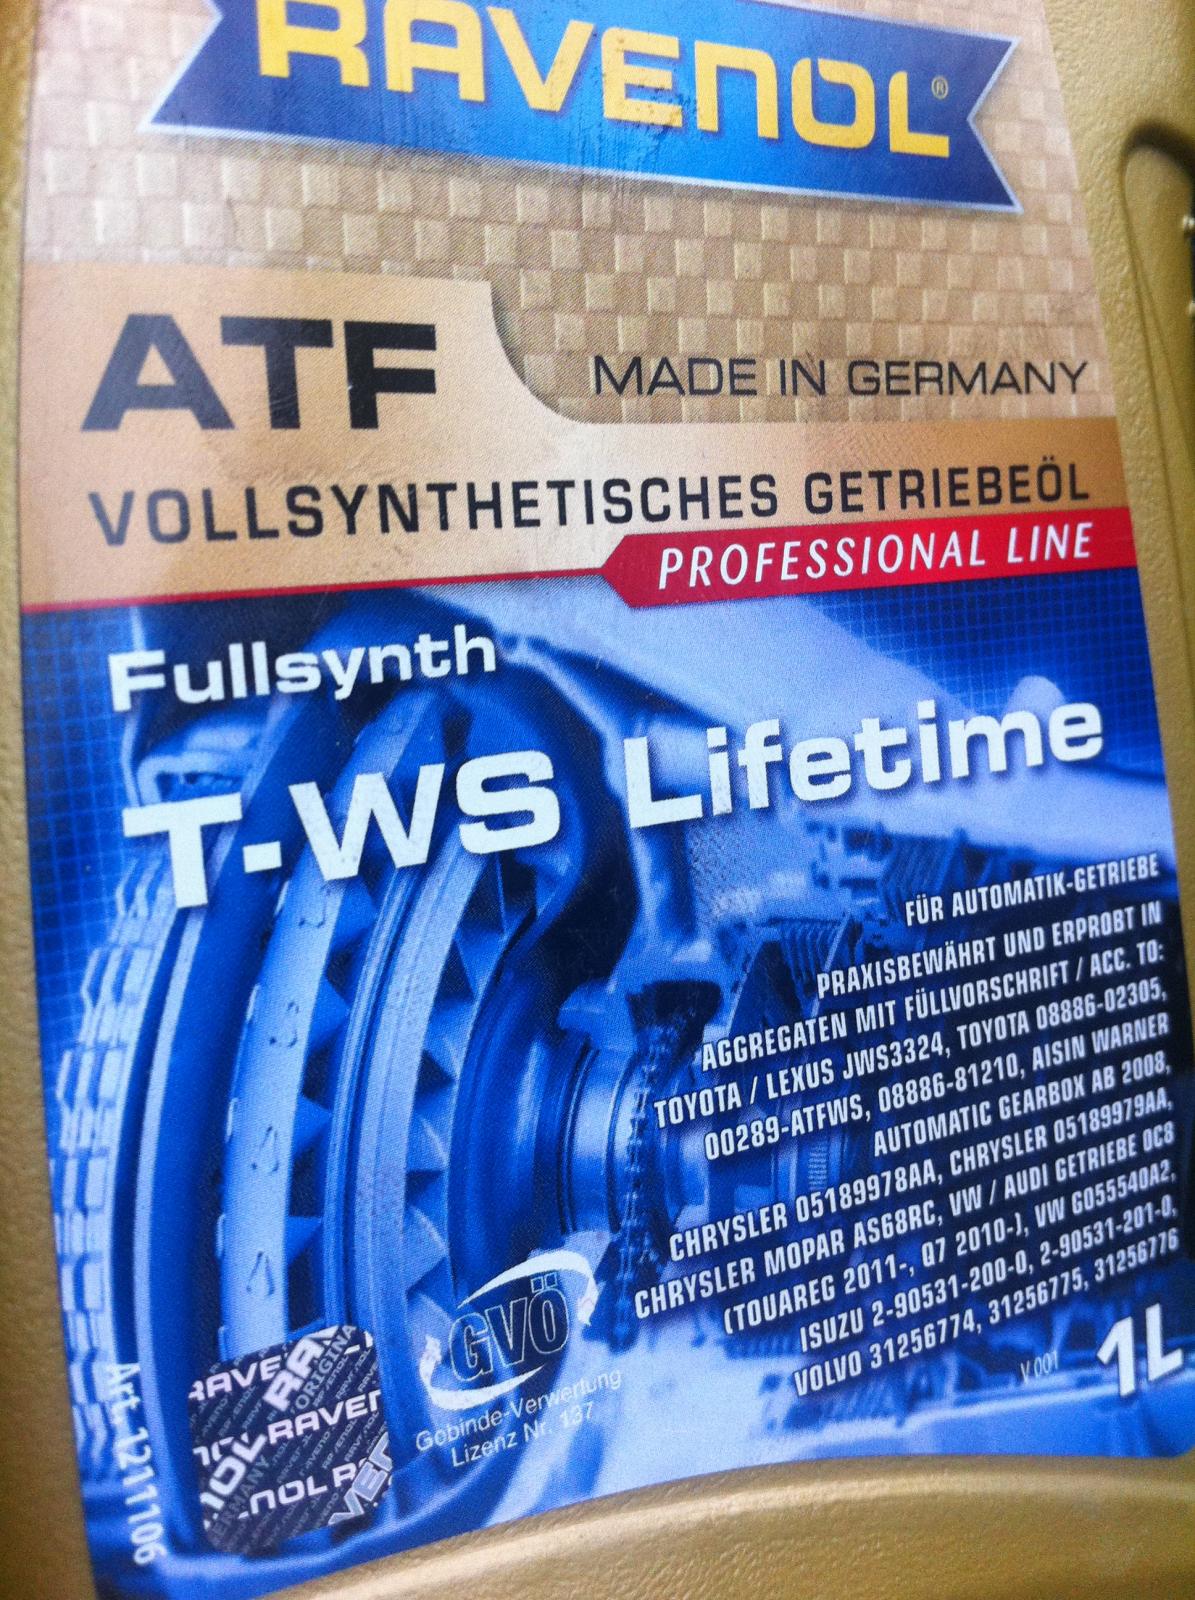 RAVENOL®
ATF
MADE IN GERMANY
VOLLSYNTHETISCHES GETRIEBEÖL
PROFESSIONAL LINE
Fullsynth
T-WS Lifetime
FÜR AUTOMATIK-GETRIEBE
PRAXISBEWÄHRT UND ERPROBT IN
AGGREGATEN MIT FÜLLVORSCHRIFT / ACC. TO:
TOYOTA / LEXUS JWS3324, TOYOTA 08886-02305,
00289-ATFWS, 08886-81210, AISIN WARNER
AUTOMATIC GEARBOX AB 2008,
CHRYSLER 05189978AA, CHRYSLER 05189979AA,
CHRYSLER MOPAR AS68RC, VW / AUDI GETRIEBE 0C8
(TOUAREG 2011-, Q7 2010-), VW G055540A2,
ISUZU 2-90531-200-0, 2-90531-201-0,
VOLVO 31256774, 31256775, 31256776
V 001
1L
GVÖ
Gebinde-Verwertung
Lizenz Nr. 137
Art. 1211106